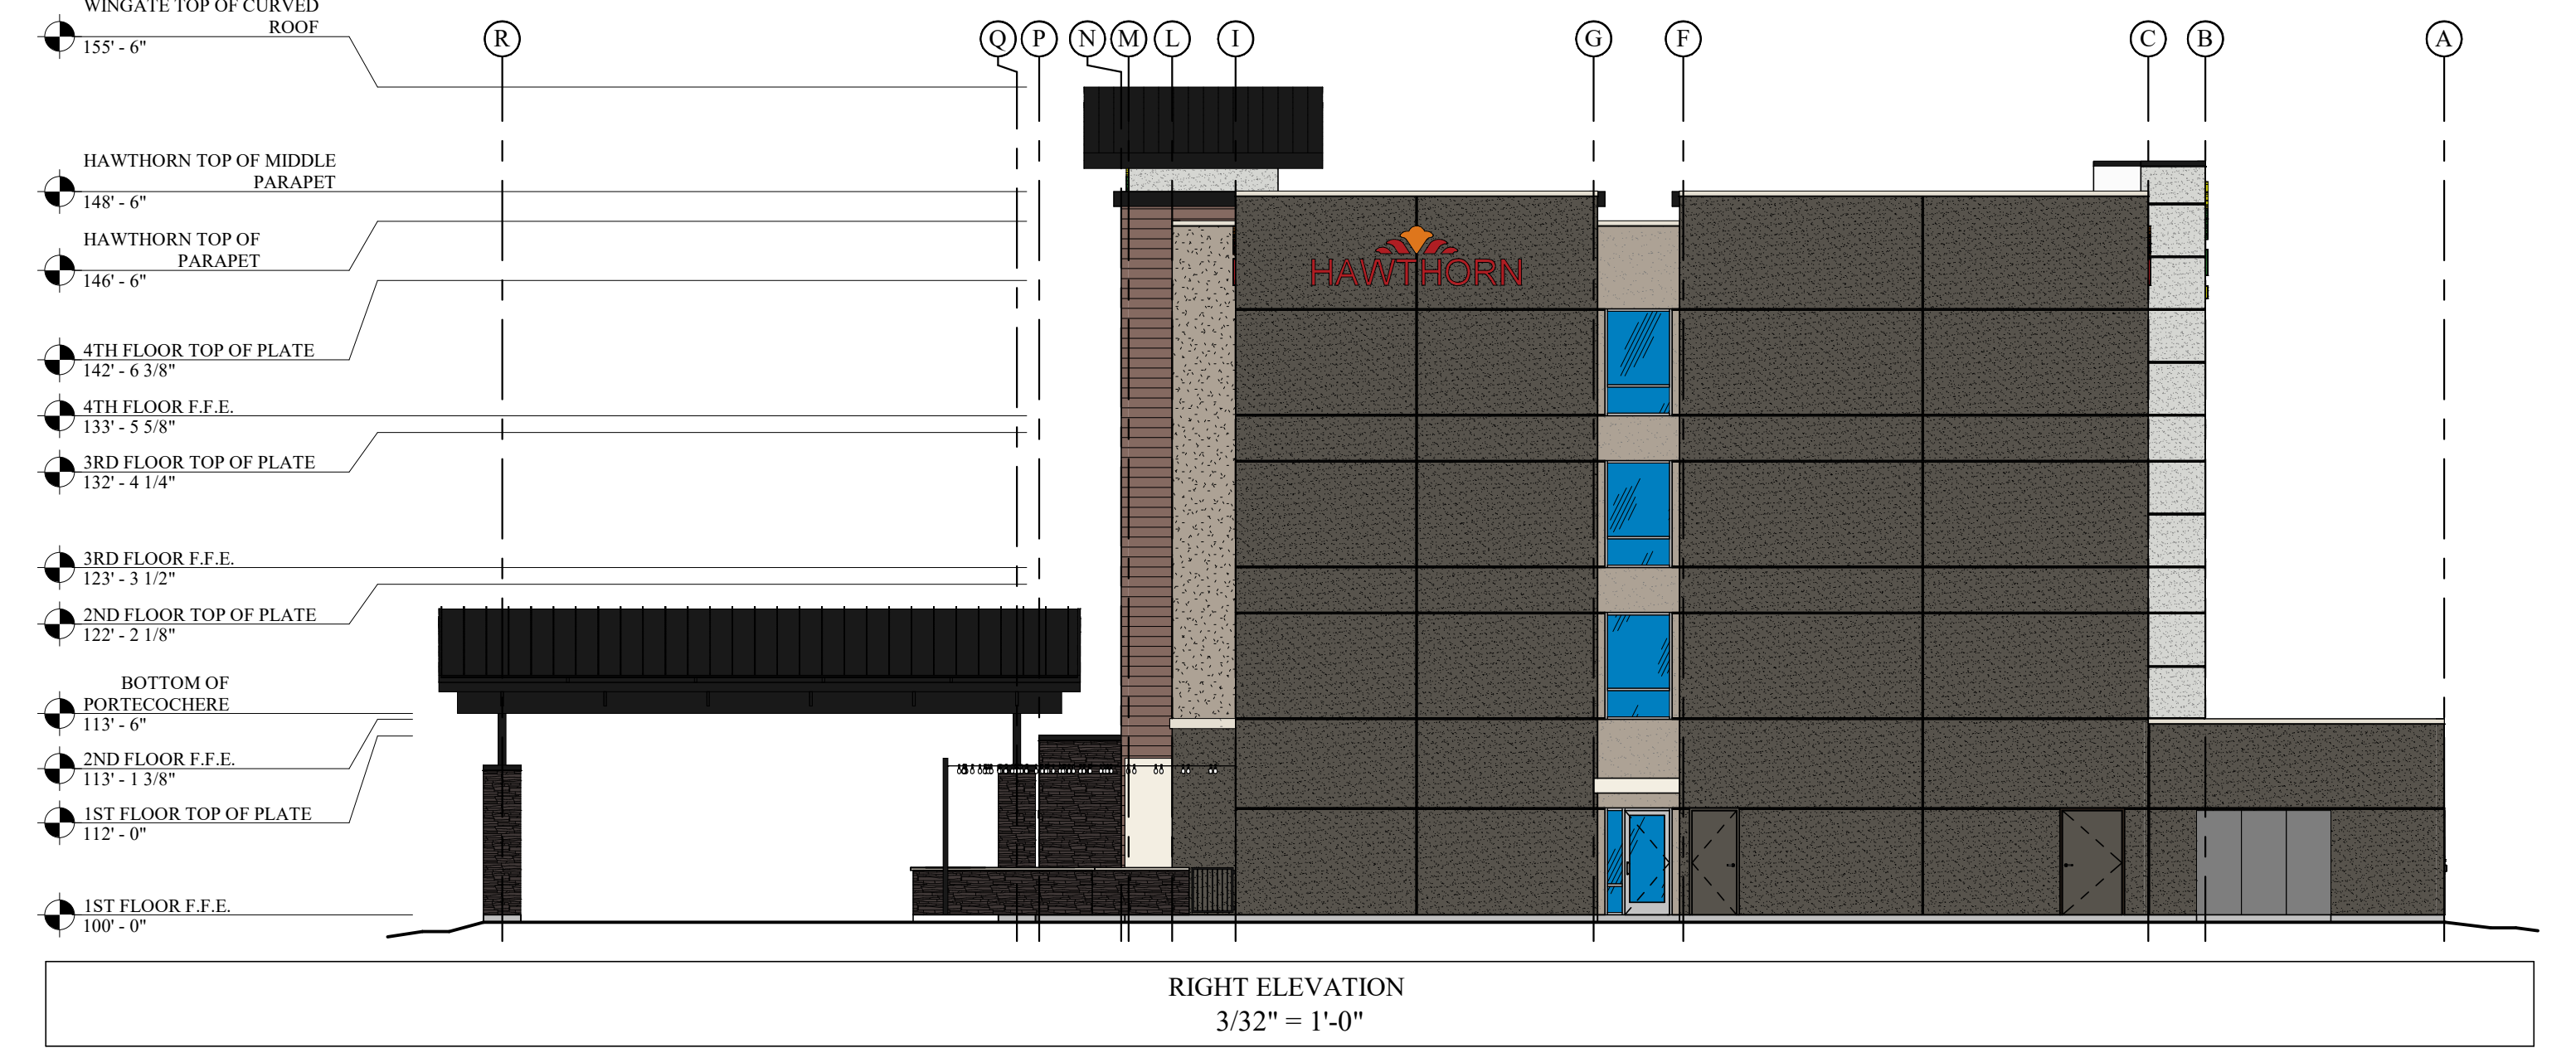 WINGATE TOP OF CURVED
ROOF
155' - 6"
R
Q
P
N
M
L
I
G
F
C
B
A
HAWTHORN TOP OF MIDDLE
PARAPET
148' - 6"
HAWTHORN TOP OF
PARAPET
146' - 6"
HAWTHORN
4TH FLOOR TOP OF PLATE
142' - 6 3/8"
4TH FLOOR F.F.E.
133' - 5 5/8"
3RD FLOOR TOP OF PLATE
132' - 4 1/4"
3RD FLOOR F.F.E.
123' - 3 1/2"
2ND FLOOR TOP OF PLATE
122' - 2 1/8"
BOTTOM OF
PORTECOCHERE
113' - 6"
2ND FLOOR F.F.E.
113' - 1 3/8"
1ST FLOOR TOP OF PLATE
112' - 0"
1ST FLOOR F.F.E.
100' - 0"
RIGHT ELEVATION
3/32" = 1'-0"